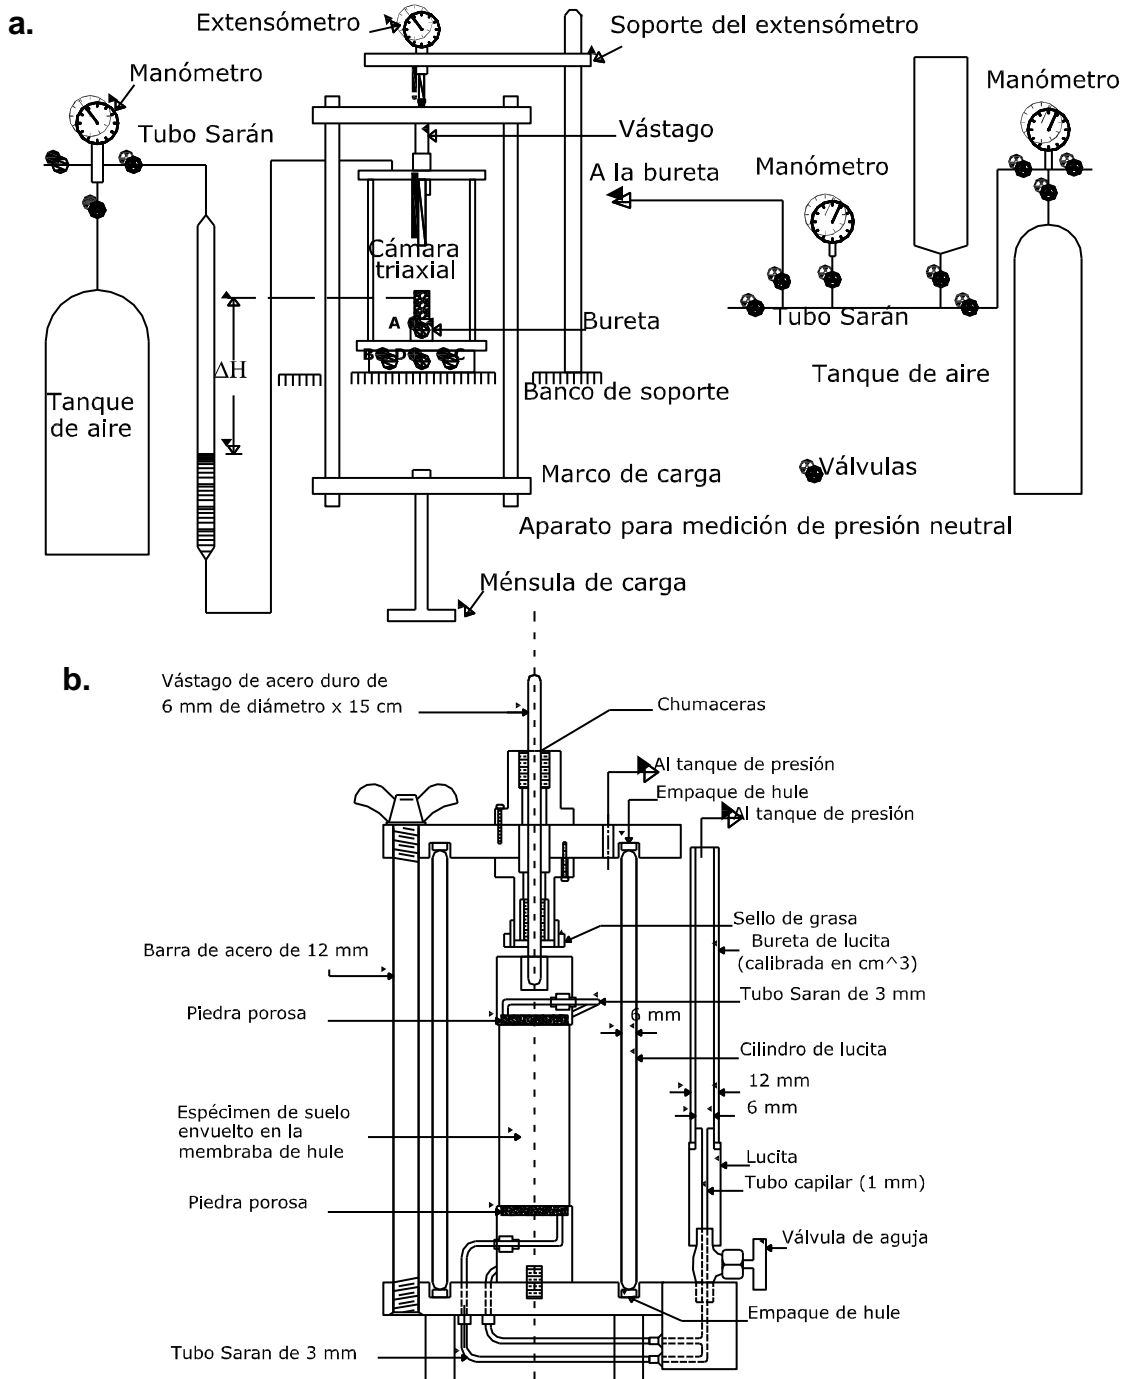 a.
Extensómetro
Soporte del extensómetro
Manómetro
Manómetro
Tubo Sarán
Vástago
A la bureta
Manómetro
Cámara
triaxial
A
Bureta
Tubo Sarán
B D C
ΔH
Tanque de aire
Banco de soporte
Tanque
de aire
Marco de carga
Válvulas
Aparato para medición de presión neutral
Ménsula de carga
b.
Vástago de acero duro de
6 mm de diámetro x 15 cm
Chumaceras
Al tanque de presión
Empaque de hule
Al tanque de presión
Sello de grasa
Bureta de lucita
(calibrada en cm^3)
Barra de acero de 12 mm
Tubo Saran de 3 mm
Piedra porosa
6 mm
Cilindro de lucita
12 mm
6 mm
Espécimen de suelo
envuelto en la
membraba de hule
Lucita
Tubo capilar (1 mm)
Piedra porosa
Válvula de aguja
Empaque de hule
Tubo Saran de 3 mm